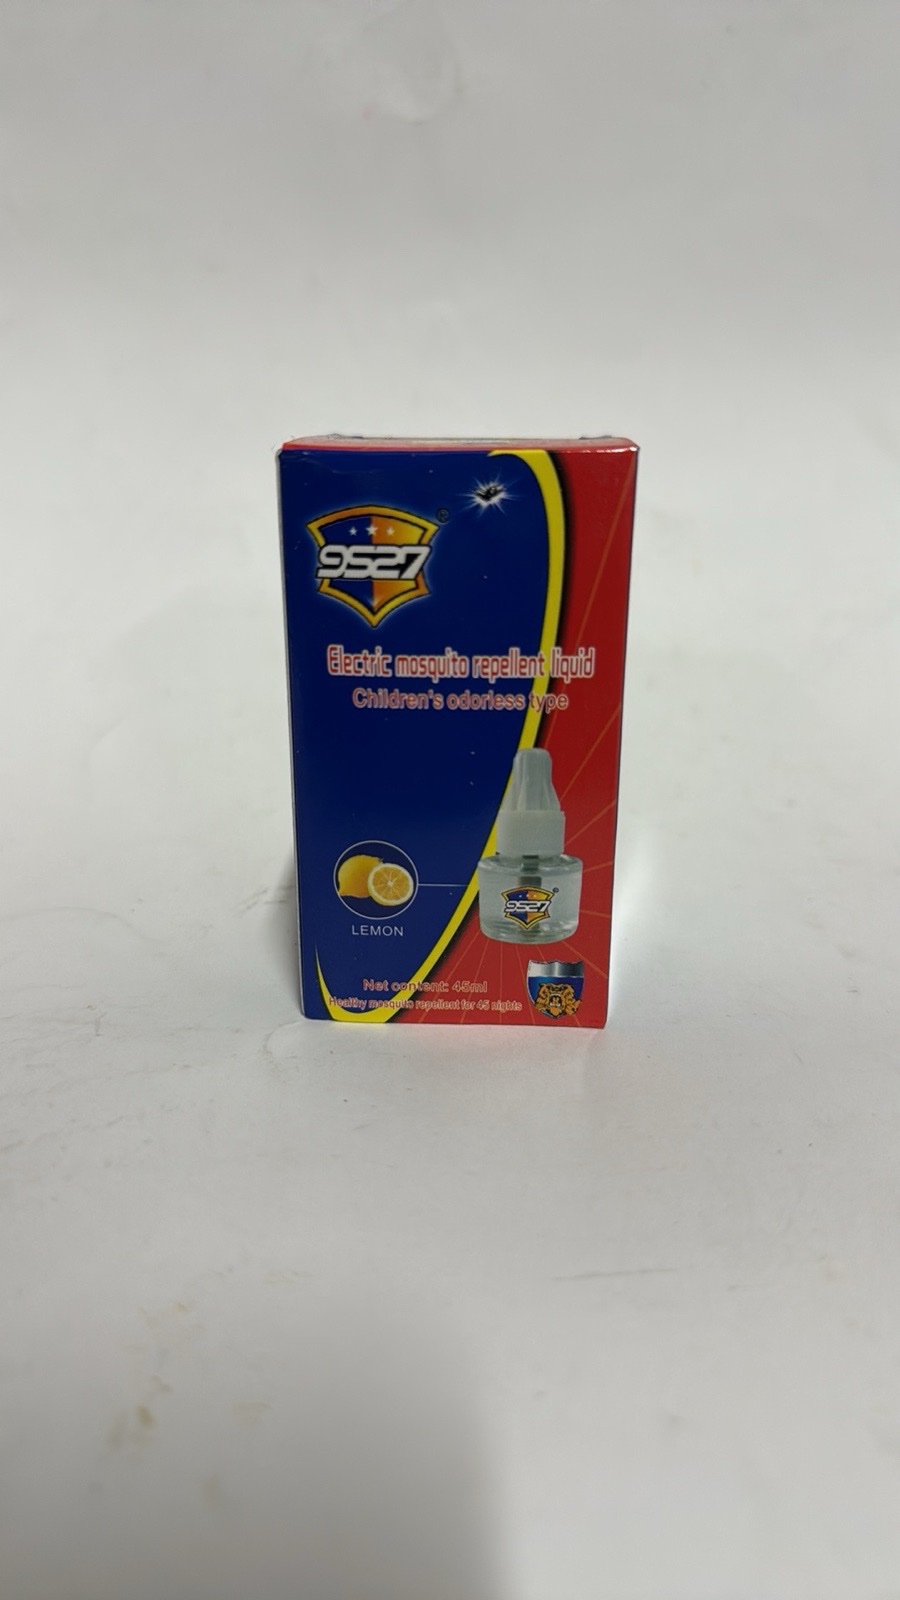 9527
®
Electric mosquito repellent liquid
Children's odorless type
9527
LEMON
Net content: 45ml
Healthy mosquito repellent for 45 nights